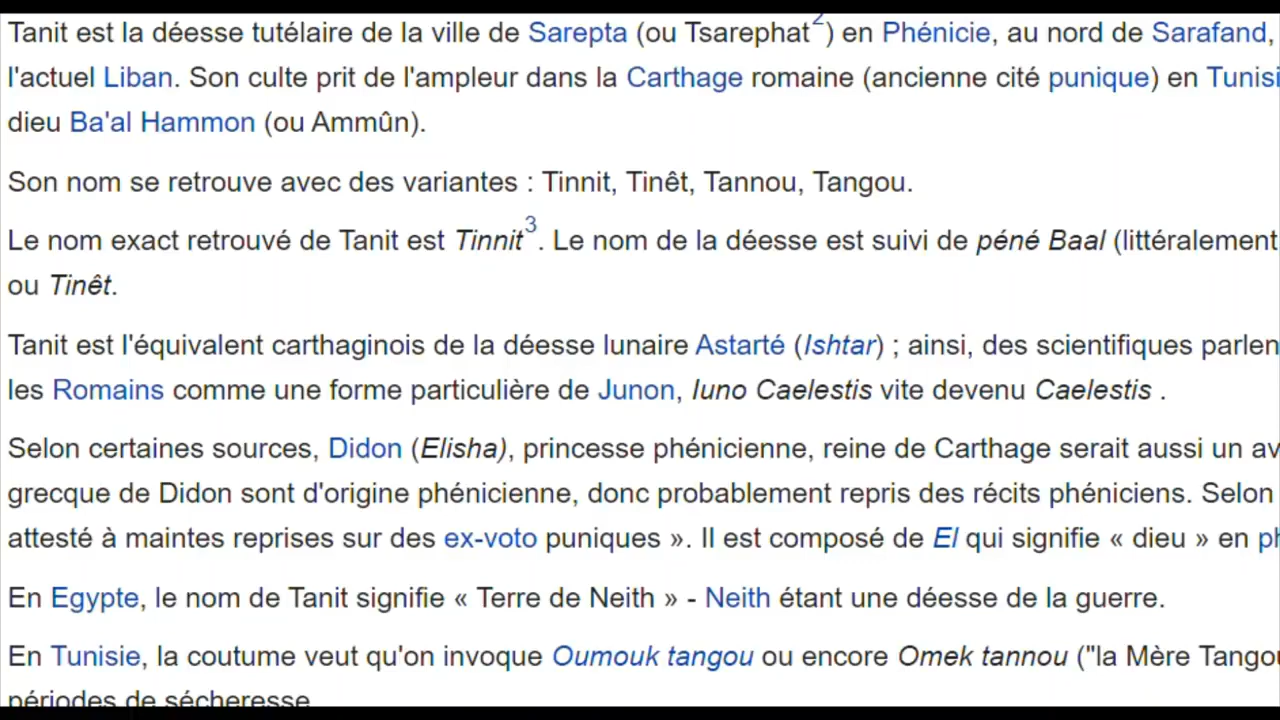 Tanit est la déesse tutélaire de la ville de Sarepta (ou Tsarephat2) en Phénicie, au nord de Sarafand,
l'actuel Liban. Son culte prit de l'ampleur dans la Carthage romaine (ancienne cité punique) en Tunisi
dieu Ba'al Hammon (ou Ammûn).
Son nom se retrouve avec des variantes : Tinnit, Tinêt, Tannou, Tangou.
Le nom exact retrouvé de Tanit est Tinnit3. Le nom de la déesse est suivi de péné Baal (littéralement
ou Tinêt.
Tanit est l'équivalent carthaginois de la déesse lunaire Astarté (Ishtar) ; ainsi, des scientifiques parlen
les Romains comme une forme particulière de Junon, Iuno Caelestis vite devenu Caelestis .
Selon certaines sources, Didon (Elisha), princesse phénicienne, reine de Carthage serait aussi un av
grecque de Didon sont d'origine phénicienne, donc probablement repris des récits phéniciens. Selon
attesté à maintes reprises sur des ex-voto puniques ». Il est composé de El qui signifie « dieu » en ph
En Egypte, le nom de Tanit signifie « Terre de Neith » - Neith étant une déesse de la guerre.
En Tunisie, la coutume veut qu'on invoque Oumouk tangou ou encore Omek tannou ("la Mère Tangou
périodes de sécheresse